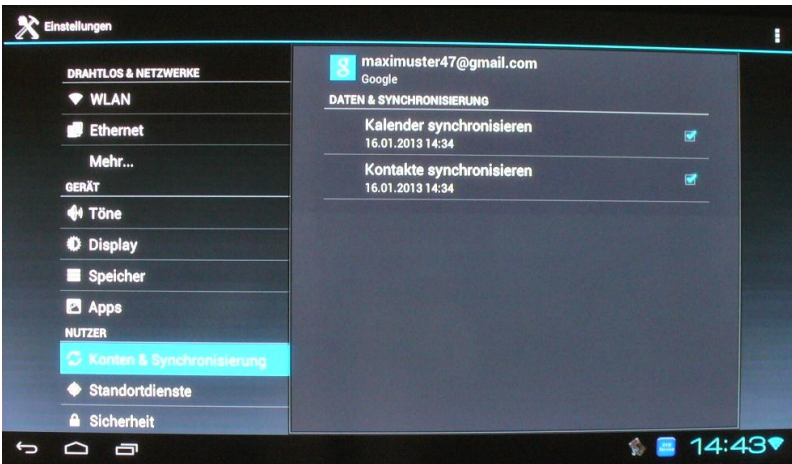 Einstellungen
DRAHTLOS & NETZWERKE
WLAN
Ethernet
Mehr...
GERÄT
Töne
Display
Speicher
Apps
NUTZER
Konten & Synchronisierung
Standortdienste
Sicherheit
maximuster47@gmail.com
Google
DATEN & SYNCHRONISIERUNG
Kalender synchronisieren
16.01.2013 14:34
Kontakte synchronisieren
16.01.2013 14:34
14:43